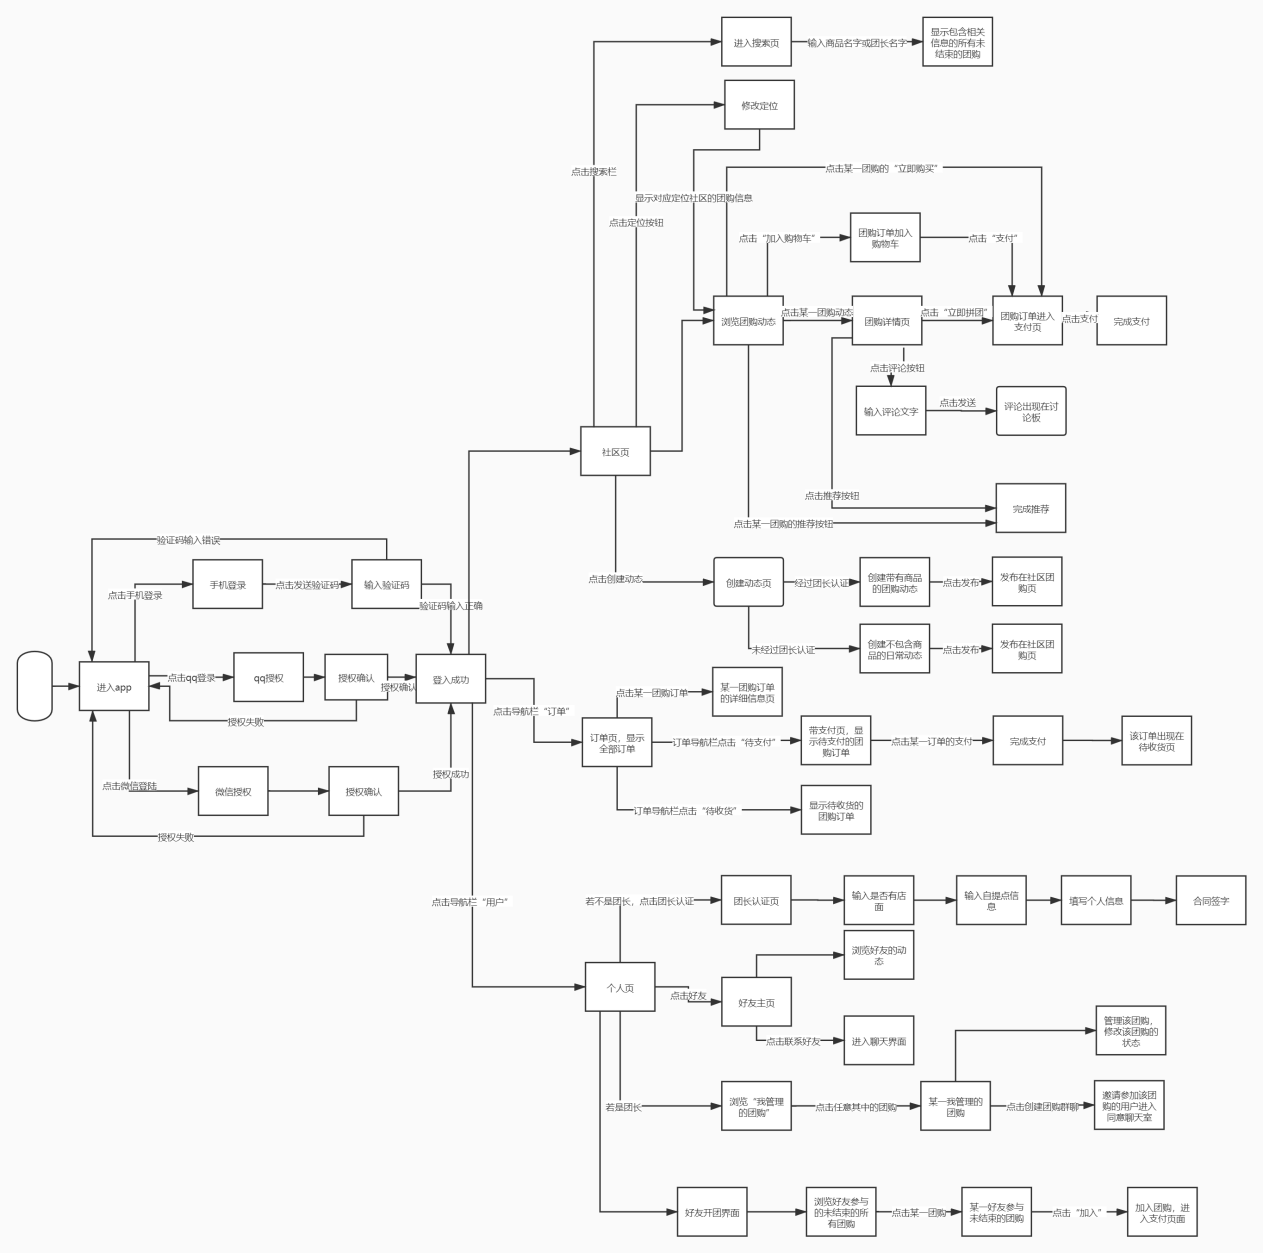 进入搜索页
输入商品名字或团长名字
显示包含相关
信息的所有未
结束的团购
修改定位
点击搜索栏
点击某一团购的“立即购买”
显示对应定位社区的团购信息
点击定位按钮
点击“加入购物车”
团购订单加入
购物车
点击“支付”
浏览团购动态
点击某一团购动态
团购详情页
点击“立即拼团”
团购订单进入
支付页
点击支付
完成支付
点击评论按钮
输入评论文字
点击发送
评论出现在讨
论板
社区页
点击推荐按钮
完成推荐
点击某一团购的推荐按钮
点击创建动态
创建动态页
经过团长认证
创建带有商品
的团购动态
点击发布
发布在社区团
购页
未经过团长认证
创建不包含商
品的日常动态
点击发布
发布在社区团
购页
验证码输入错误
点击手机登录
手机登录
点击发送验证码
输入验证码
验证码输入正确
进入app
点击qq登录
qq授权
授权确认
授权确认
登入成功
授权失败
点击微信登陆
微信授权
授权确认
授权成功
授权失败
点击导航栏“订单”
点击某一团购订单
某一团购订单
的详细信息页
订单页，显示
全部订单
订单导航栏点击“待支付”
带支付页，显
示待支付的团
购订单
点击某一订单的支付
完成支付
该订单出现在
待收货页
订单导航栏点击“待收货”
显示待收货的
团购订单
点击导航栏“用户”
若不是团长，点击团长认证
团长认证页
输入是否有店
面
输入自提点信
息
填写个人信息
合同签字
个人页
点击好友
好友主页
浏览好友的动
态
点击联系好友
进入聊天界面
若是团长
浏览“我管理
的团购”
点击任意其中的团购
某一我管理的
团购
管理该团购，
修改该团购的
状态
点击创建团购群聊
邀请参加该团
购的用户进入
同意聊天室
好友开团界面
浏览好友参与
的未结束的所
有团购
点击某一团购
某一好友参与
未结束的团购
点击“加入”
加入团购，进
入支付页面